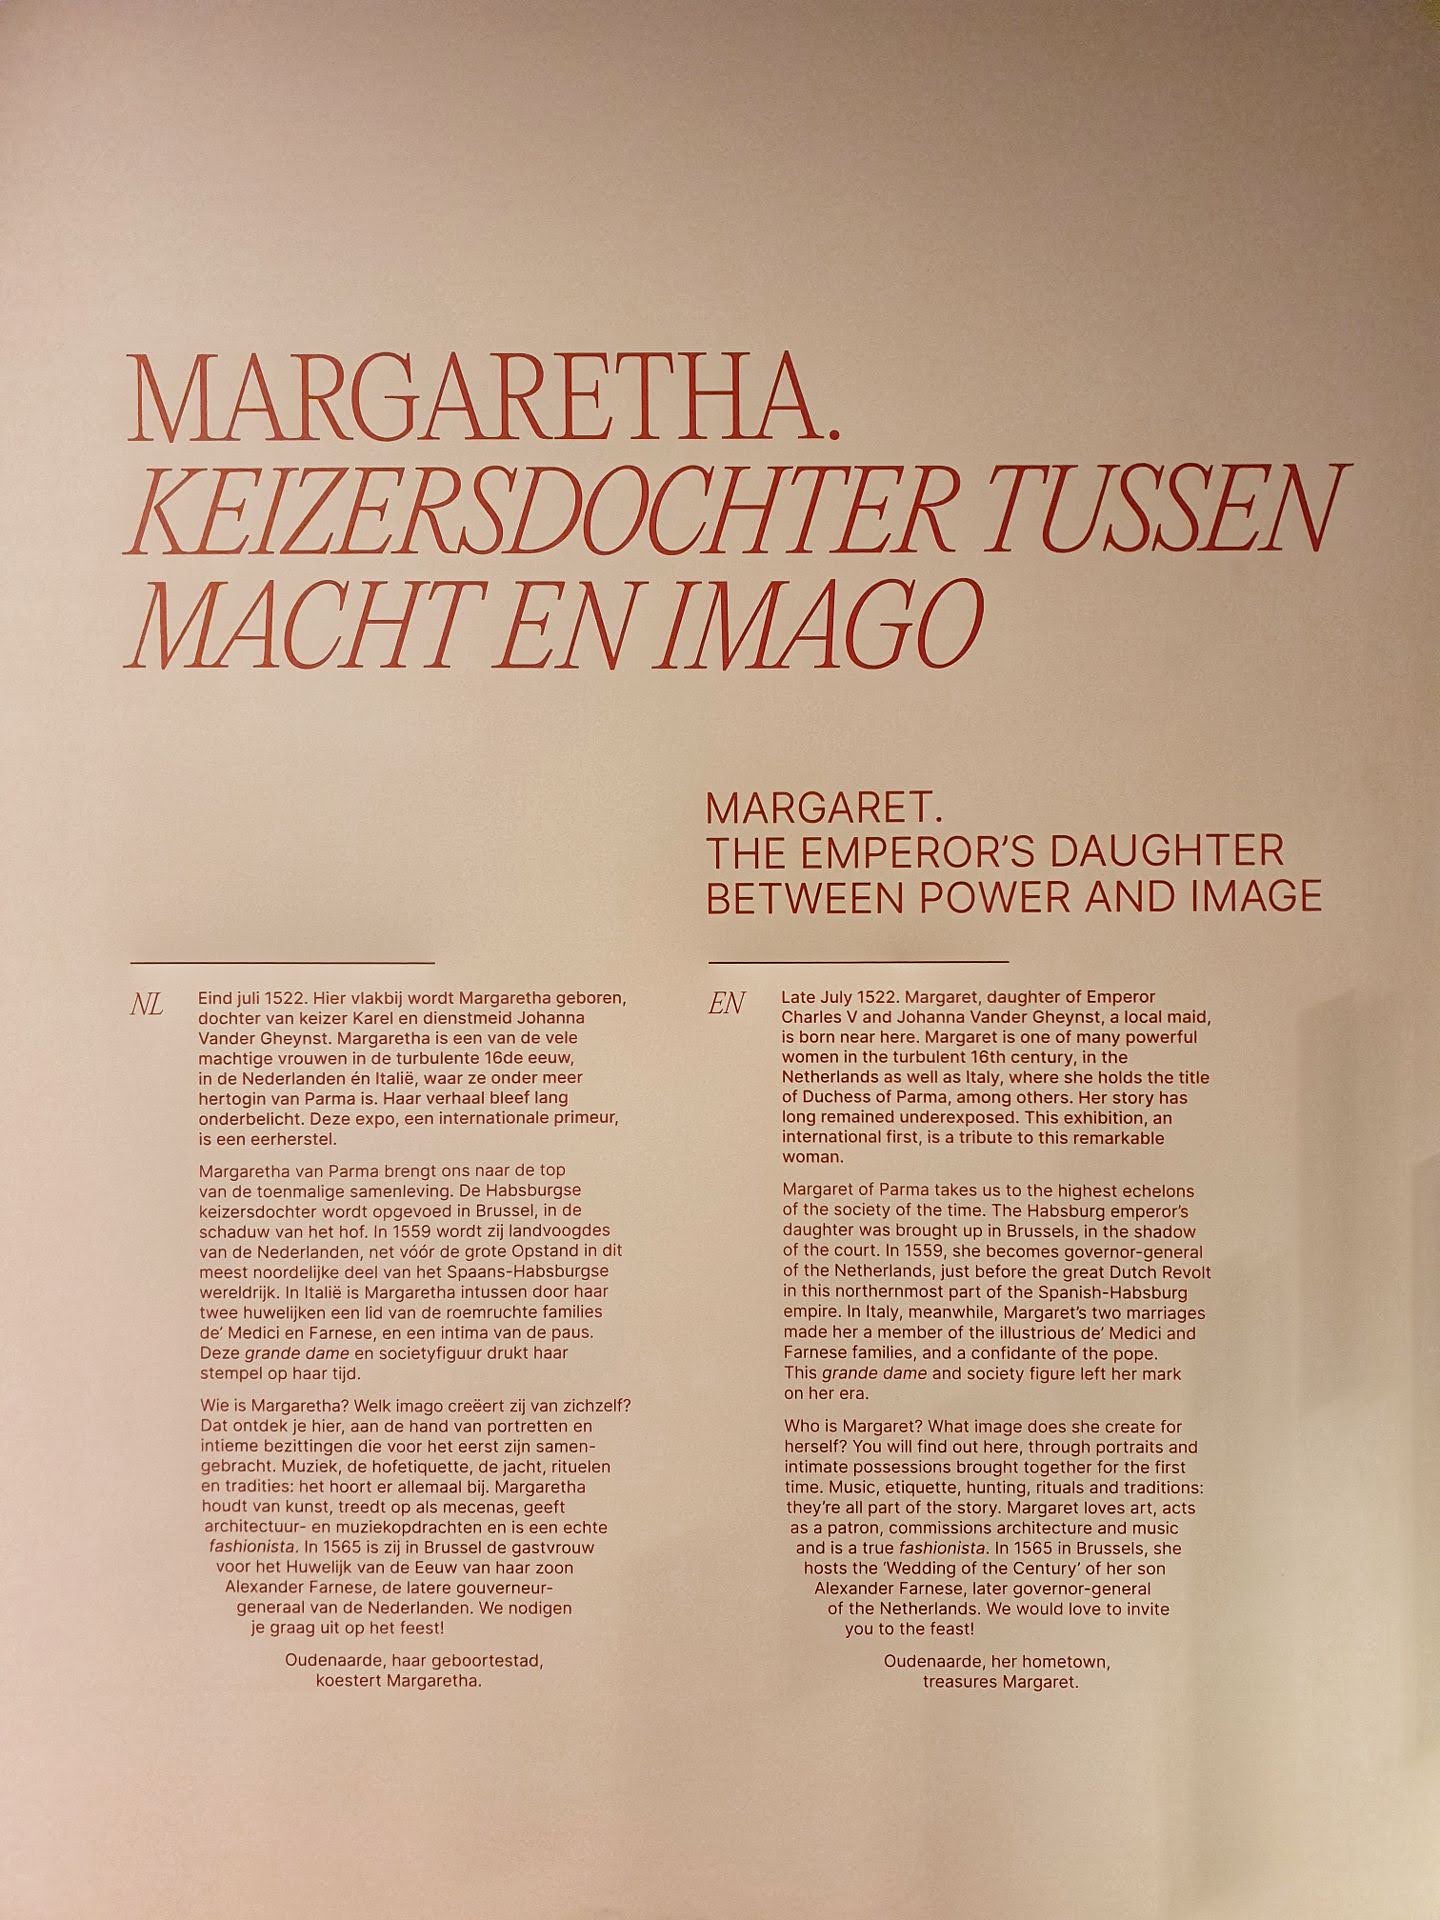 MARGARETHA.
KEIZERSDOCHTER TUSSEN
MACHT EN IMAGO
MARGARET.
THE EMPEROR'S DAUGHTER
BETWEEN POWER AND IMAGE
NL
Eind juli 1522. Hier vlakbij wordt Margaretha geboren,
dochter van keizer Karel en dienstmeid Johanna
Vander Gheynst. Margaretha is een van de vele
machtige vrouwen in de turbulente 16de eeuw,
in de Nederlanden én Italië, waar ze onder meer
hertogin van Parma is. Haar verhaal bleef lang
onderbelicht. Deze expo, een internationale primeur,
is een eerherstel.
Margaretha van Parma brengt ons naar de top
van de toenmalige samenleving. De Habsburgse
keizersdochter wordt opgevoed in Brussel, in de
schaduw van het hof. In 1559 wordt zij landvoogdes
van de Nederlanden, net vóór de grote Opstand in dit
meest noordelijke deel van het Spaans-Habsburgse
wereldrijk. In Italië is Margaretha intussen door haar
twee huwelijken een lid van de roemruchte families
de' Medici en Farnese, en een intima van de paus.
Deze grande dame en societyfiguur drukt haar
stempel op haar tijd.
Wie is Margaretha? Welk imago creëert zij van zichzelf?
Dat ontdek je hier, aan de hand van portretten en
intieme bezittingen die voor het eerst zijn samen-
gebracht. Muziek, de hofetiquette, de jacht, rituelen
en tradities: het hoort er allemaal bij. Margaretha
houdt van kunst, treedt op als mecenas, geeft
architectuur- en muziekopdrachten en is een echte
fashionista. In 1565 is zij in Brussel de gastvrouw
voor het Huwelijk van de Eeuw van haar zoon
Alexander Farnese, de latere gouverneur-
generaal van de Nederlanden. We nodigen
je graag uit op het feest!
Oudenaarde, haar geboortestad,
koestert Margaretha.
EN
Late July 1522. Margaret, daughter of Emperor
Charles V and Johanna Vander Gheynst, a local maid,
is born near here. Margaret is one of many powerful
women in the turbulent 16th century, in the
Netherlands as well as Italy, where she holds the title
of Duchess of Parma, among others. Her story has
long remained underexposed. This exhibition, an
international first, is a tribute to this remarkable
woman.
Margaret of Parma takes us to the highest echelons
of the society of the time. The Habsburg emperor's
daughter was brought up in Brussels, in the shadow
of the court. In 1559, she becomes governor-general
of the Netherlands, just before the great Dutch Revolt
in this northernmost part of the Spanish-Habsburg
empire. In Italy, meanwhile, Margaret's two marriages
made her a member of the illustrious de' Medici and
Farnese families, and a confidante of the pope.
This grande dame and society figure left her mark
on her era.
Who is Margaret? What image does she create for
herself? You will find out here, through portraits and
intimate possessions brought together for the first
time. Music, etiquette, hunting, rituals and traditions:
they're all part of the story. Margaret loves art, acts
as a patron, commissions architecture and music
and is a true fashionista. In 1565 in Brussels, she
hosts the 'Wedding of the Century' of her son
Alexander Farnese, later governor-general
of the Netherlands. We would love to invite
you to the feast!
Oudenaarde, her hometown,
treasures Margaret.